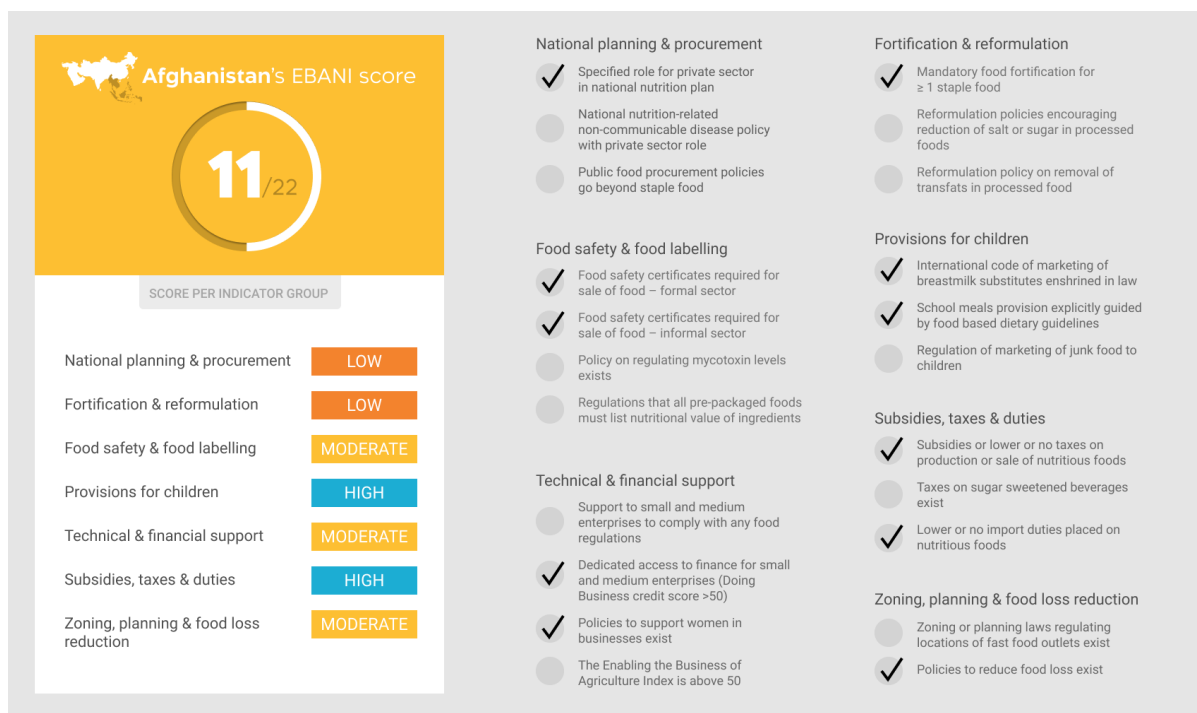 Afghanistan's EBANI score
11/22
SCORE PER INDICATOR GROUP
National planning & procurement LOW
Fortification & reformulation LOW
Food safety & food labelling MODERATE
Provisions for children HIGH
Technical & financial support MODERATE
Subsidies, taxes & duties HIGH
Zoning, planning & food loss
reduction
MODERATE
National planning & procurement
Specified role for private sector
in national nutrition plan
National nutrition-related
non-communicable disease policy
with private sector role
Public food procurement policies
go beyond staple food
Food safety & food labelling
Food safety certificates required for
sale of food – formal sector
Food safety certificates required for
sale of food – informal sector
Policy on regulating mycotoxin levels
exists
Regulations that all pre-packaged foods
must list nutritional value of ingredients
Technical & financial support
Support to small and medium
enterprises to comply with any food
regulations
Dedicated access to finance for small
and medium enterprises (Doing
Business credit score >50)
Policies to support women in
businesses exist
The Enabling the Business of
Agriculture Index is above 50
Fortification & reformulation
Mandatory food fortification for
≥ 1 staple food
Reformulation policies encouraging
reduction of salt or sugar in processed
foods
Reformulation policy on removal of
transfats in processed food
Provisions for children
International code of marketing of
breastmilk substitutes enshrined in law
School meals provision explicitly guided
by food based dietary guidelines
Regulation of marketing of junk food to
children
Subsidies, taxes & duties
Subsidies or lower or no taxes on
production or sale of nutritious foods
Taxes on sugar sweetened beverages
exist
Lower or no import duties placed on
nutritious foods
Zoning, planning & food loss reduction
Zoning or planning laws regulating
locations of fast food outlets exist
Policies to reduce food loss exist